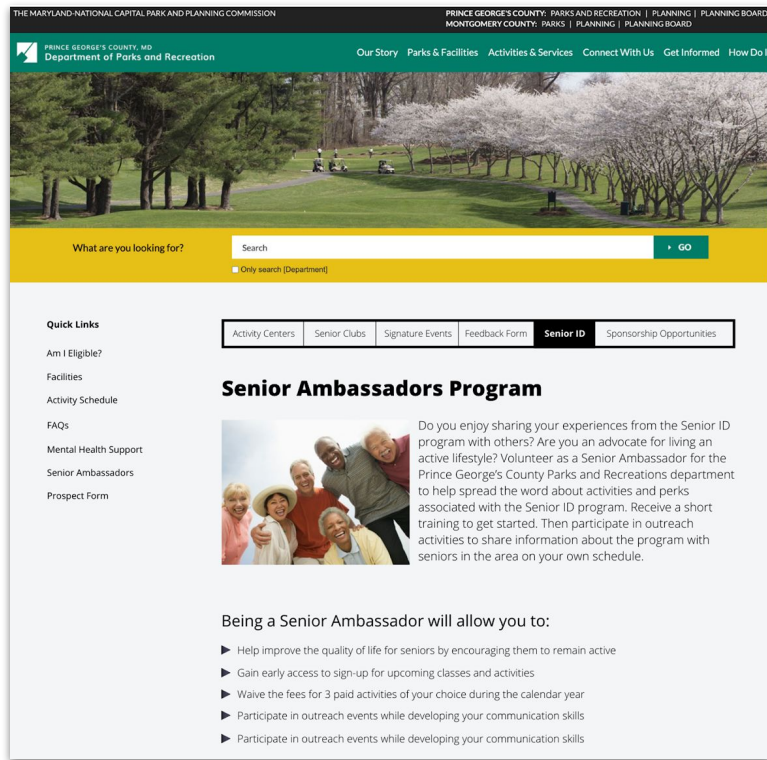 THE MARYLAND-NATIONAL CAPITAL PARK AND PLANNING COMMISSION
PRINCE GEORGE'S COUNTY: PARKS AND RECREATION | PLANNING | PLANNING BOARD
MONTGOMERY COUNTY: PARKS | PLANNING | PLANNING BOARD
PRINCE GEORGE'S COUNTY, MD
Department of Parks and Recreation
Our Story Parks & Facilities Activities & Services Connect With Us Get Informed How Do I
What are you looking for?
Search
GO
Only search [Department]
Quick Links
Am I Eligible?
Facilities
Activity Schedule
FAQs
Mental Health Support
Senior Ambassadors
Prospect Form
Activity Centers Senior Clubs Signature Events Feedback Form Senior ID Sponsorship Opportunities
Senior Ambassadors Program
Do you enjoy sharing your experiences from the Senior ID
program with others? Are you an advocate for living an
active lifestyle? Volunteer as a Senior Ambassador for the
Prince George's County Parks and Recreations department
to help spread the word about activities and perks
associated with the Senior ID program. Receive a short
training to get started. Then participate in outreach
activities to share information about the program with
seniors in the area on your own schedule.
Being a Senior Ambassador will allow you to:
Help improve the quality of life for seniors by encouraging them to remain active
Gain early access to sign-up for upcoming classes and activities
Waive the fees for 3 paid activities of your choice during the calendar year
Participate in outreach events while developing your communication skills
Participate in outreach events while developing your communication skills